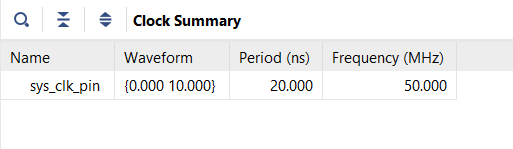 Clock Summary
Name Waveform Period (ns) Frequency (MHz)
sys_clk_pin {0.000 10.000} 20.000 50.000